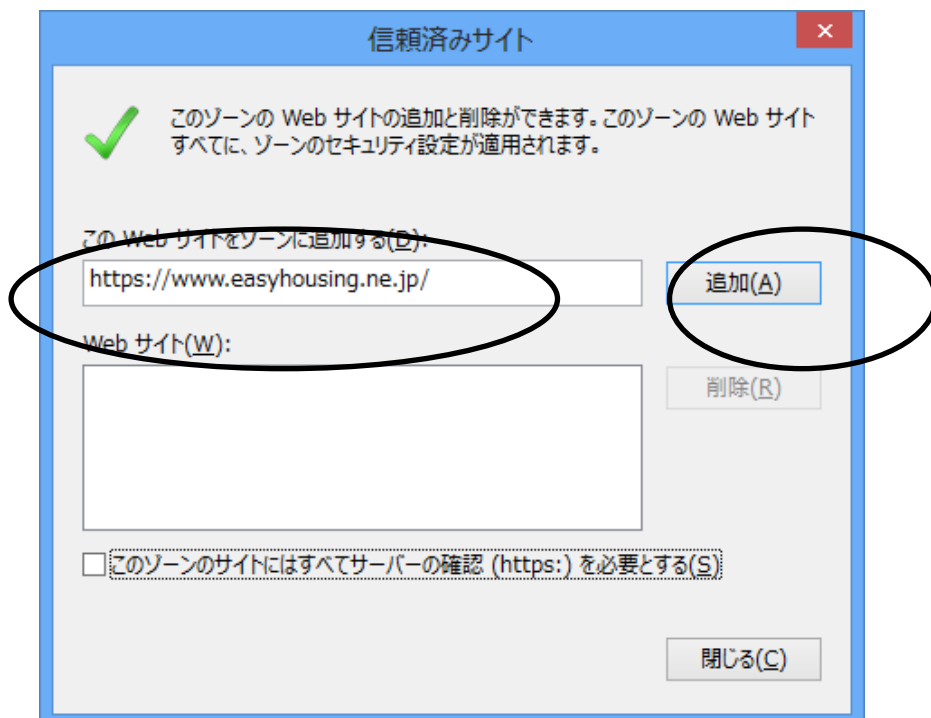 信頼済みサイト
このゾーンの Web サイトの追加と削除ができます。このゾーンの Web サイト
すべてに、ゾーンのセキュリティ設定が適用されます。
この Web サイトをゾーンに追加する(D):
https://www.easyhousing.ne.jp/
追加(A)
Web サイト(W):
削除(R)
このゾーンのサイトにはすべてサーバーの確認 (https:) を必要とする(S)
閉じる(C)